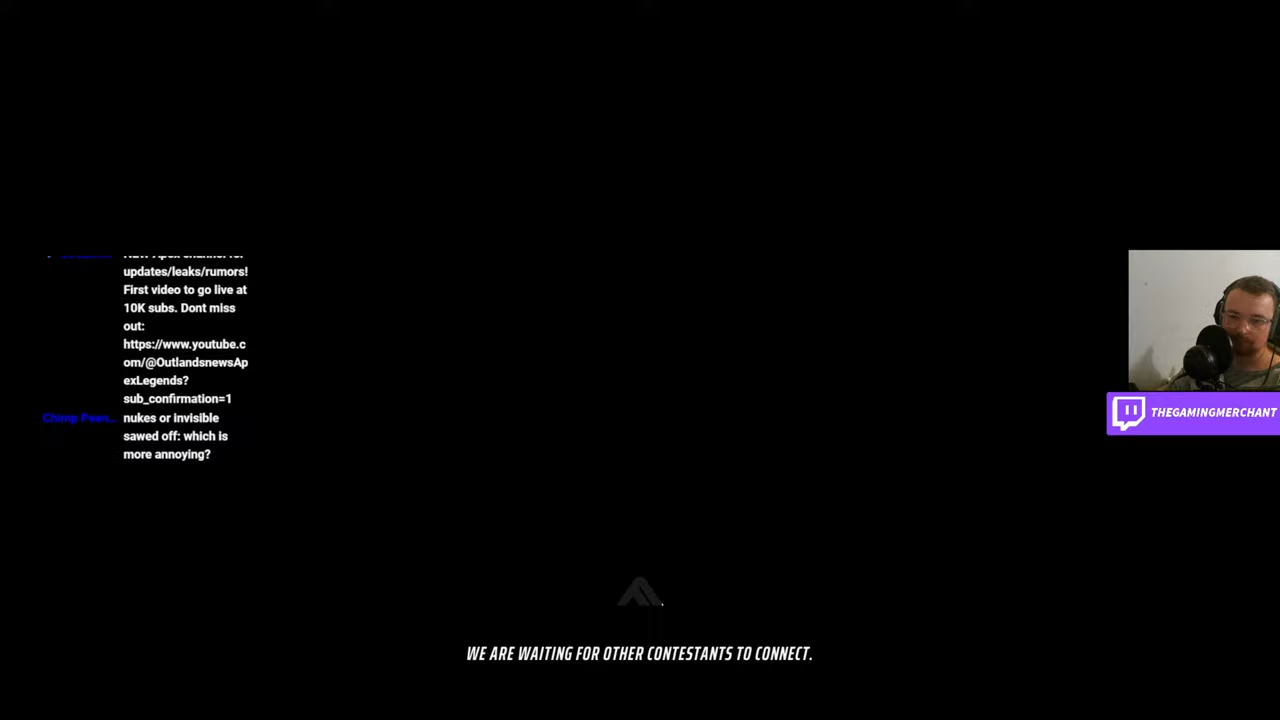 updates/leaks/rumors!
First video to go live at
10K subs. Dont miss
out:
https://www.youtube.c
om/@OutlandsnewsAp
exLegends?
sub_confirmation=1
nukes or invisible
sawed off: which is
more annoying?
THEGAMINGMERCHANT
WE ARE WAITING FOR OTHER CONTESTANTS TO CONNECT.